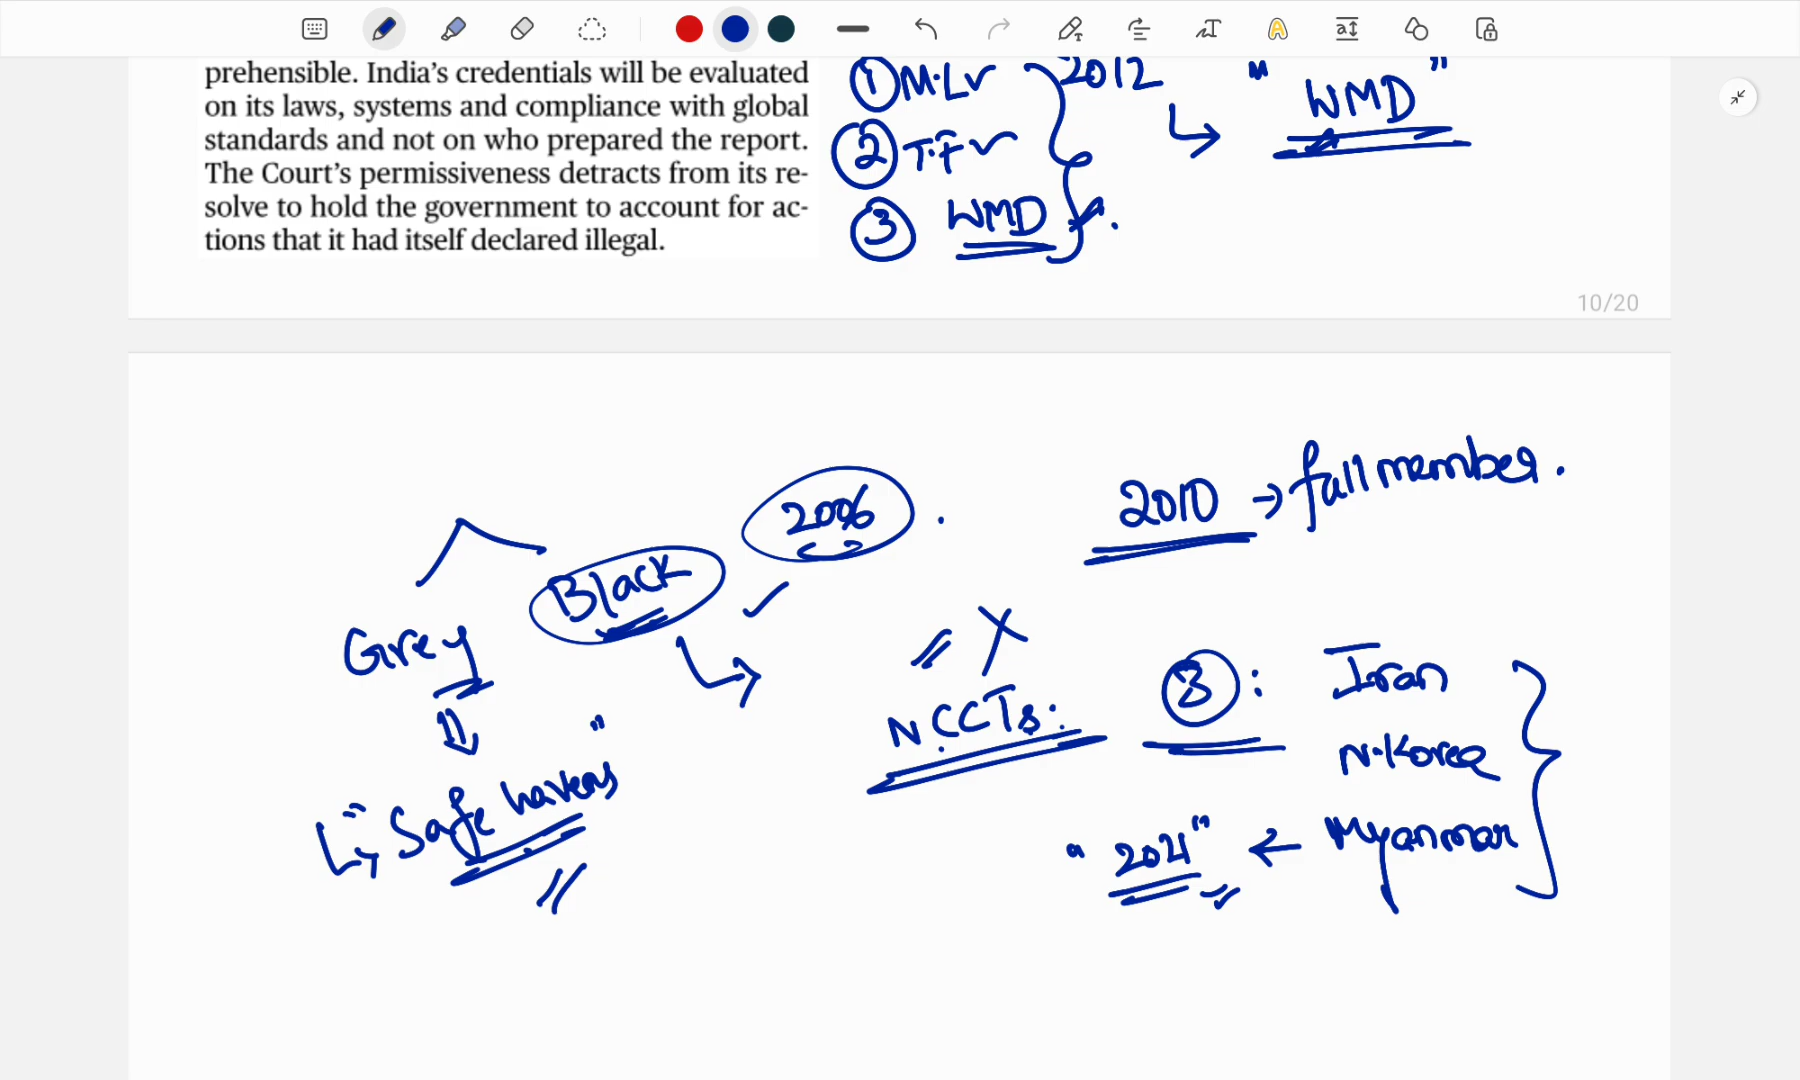 prehensible. India's credentials will be evaluated
on its laws, systems and compliance with global
standards and not on who prepared the report.
The Court's permissiveness detracts from its re-
solve to hold the government to account for ac-
tions that it had itself declared illegal.
① M.L✓ 2012 "WMD"
② T.F✓
③ WMD
10/20
2006. 2010 → full member.
Black
Grey
NCCTs: ③: Iran
N.Korea
"Safe havens"
"2021" ← Myanmar